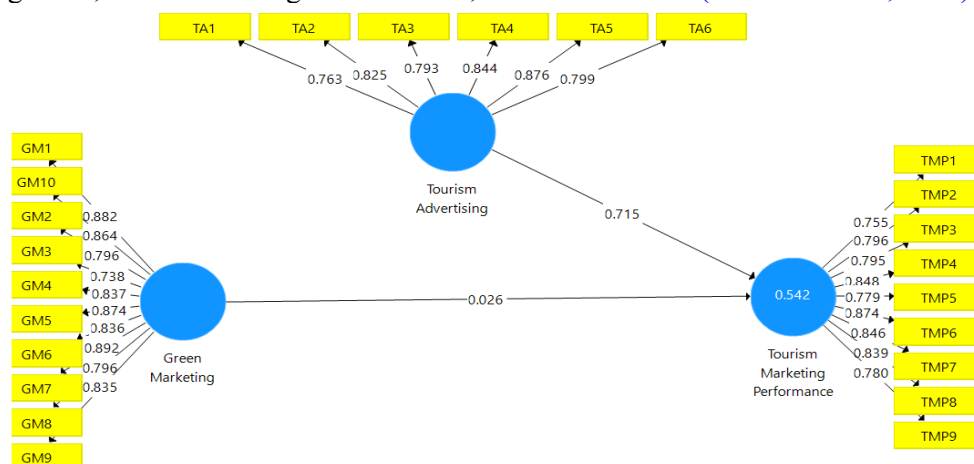 TA1 TA2 TA3 TA4 TA5 TA6
0.763 0.825 0.793 0.844 0.876 0.799
Tourism
Advertising
GM1
GM10
GM2
GM3
GM4
GM5
GM6
GM7
GM8
GM9
0.882
0.864
0.796
0.738
0.837
0.874
0.836
0.892
0.796
0.835
Green
Marketing
0.715
0.026
0.542
Tourism
Marketing
Performance
0.755
0.796
0.795
0.848
0.779
0.874
0.846
0.839
0.780
TMP1
TMP2
TMP3
TMP4
TMP5
TMP6
TMP7
TMP8
TMP9